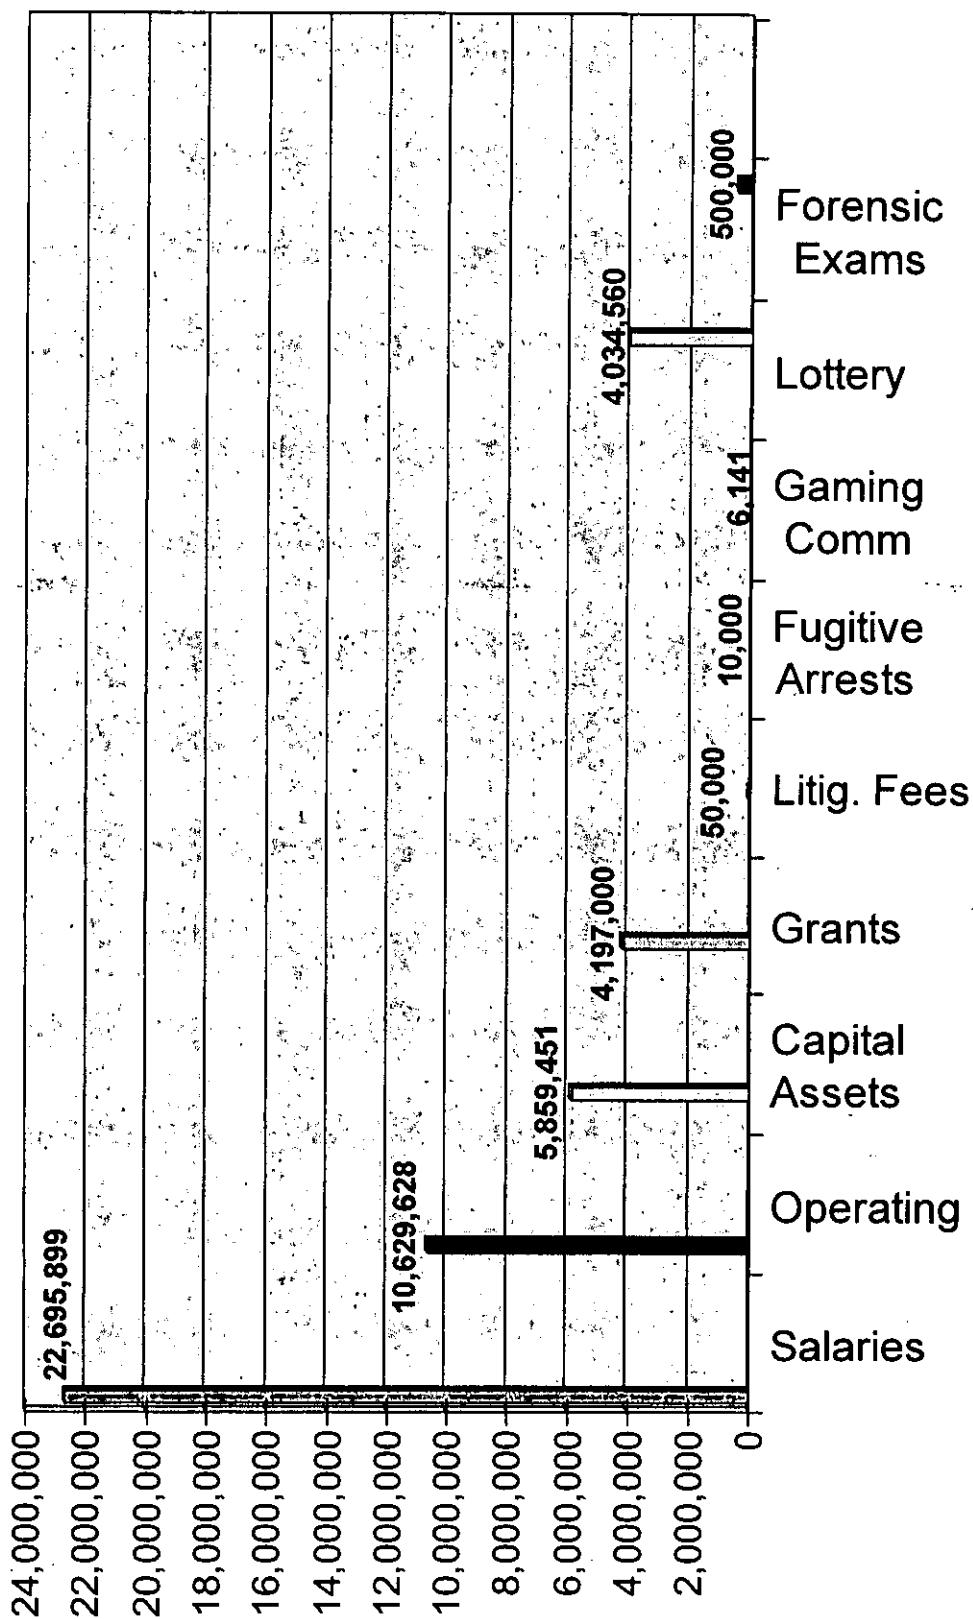 24,000,000
22,000,000
20,000,000
18,000,000
16,000,000
14,000,000
12,000,000
10,000,000
8,000,000
6,000,000
4,000,000
2,000,000
0
22,695,899
10,629,628
5,859,451
4,197,000
50,000
10,000
6,141
4,034,560
500,000
Salaries
Operating
Capital
Assets
Grants
Litig. Fees
Fugitive
Arrests
Gaming
Comm
Lottery
Forensic
Exams